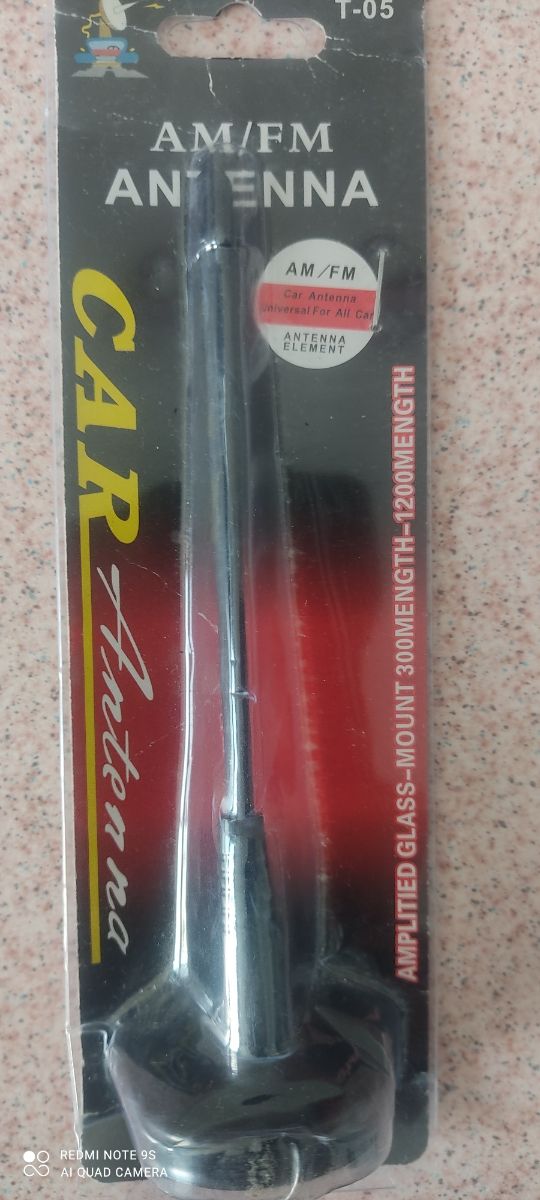 T-05
AM/FM
ANTENNA
AM/FM
Car Antenna
Universal For All Car
ANTENNA
ELEMENT
CAR Antenna
AMPLITIED GLASS-MOUNT 300MENGTH-1200MENGTH
REDMI NOTE 9S
AI QUAD CAMERA